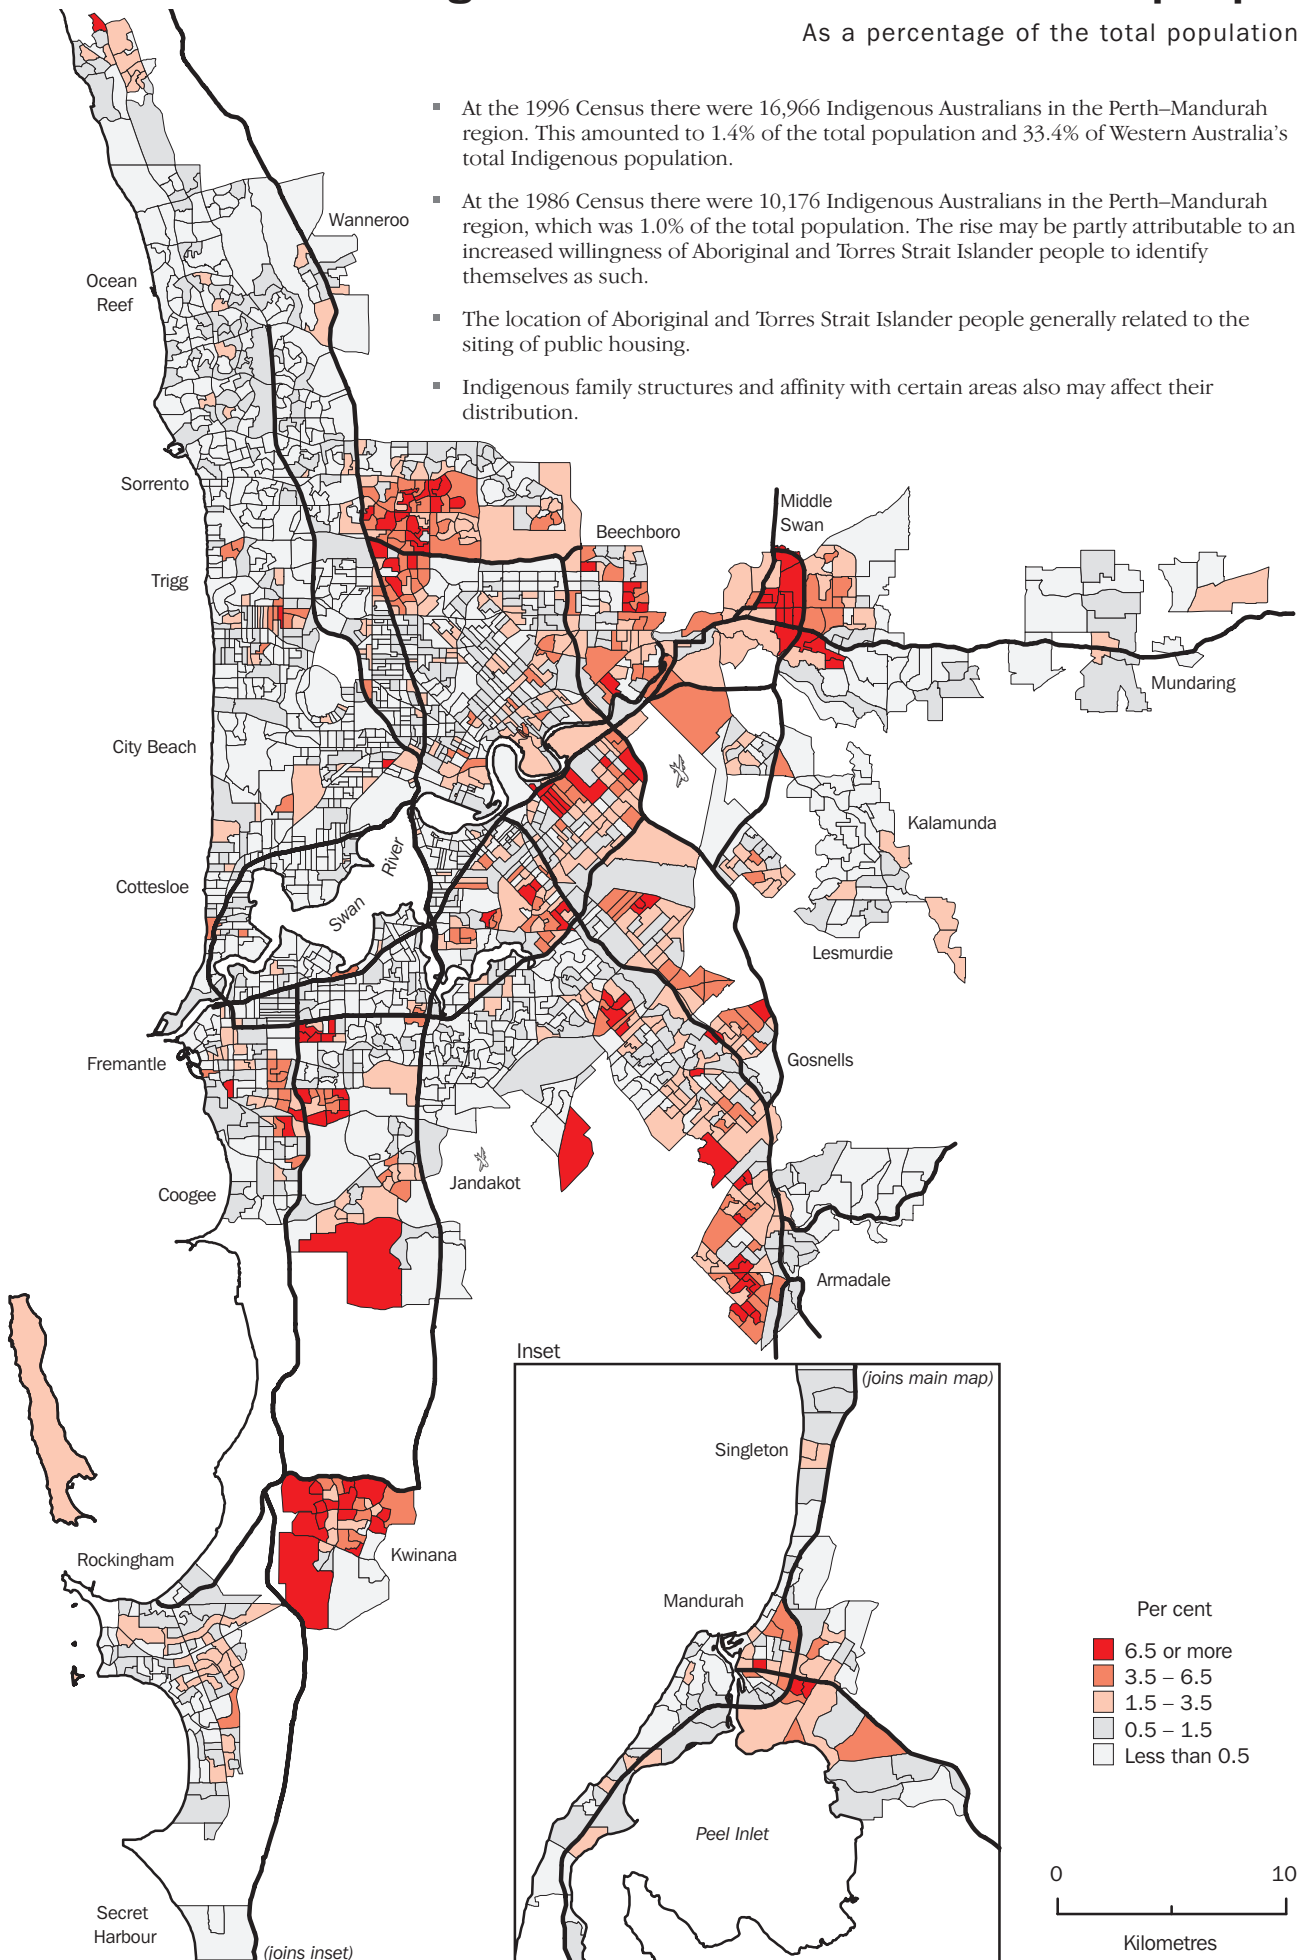 As a percentage of the total population
▪ At the 1996 Census there were 16,966 Indigenous Australians in the Perth–Mandurah
region. This amounted to 1.4% of the total population and 33.4% of Western Australia's
total Indigenous population.
▪ At the 1986 Census there were 10,176 Indigenous Australians in the Perth–Mandurah
region, which was 1.0% of the total population. The rise may be partly attributable to an
increased willingness of Aboriginal and Torres Strait Islander people to identify
themselves as such.
▪ The location of Aboriginal and Torres Strait Islander people generally related to the
siting of public housing.
▪ Indigenous family structures and affinity with certain areas also may affect their
distribution.
Wanneroo
Ocean
Reef
Sorrento
Middle
Swan
Beechboro
Trigg
Mundaring
City Beach
Kalamunda
River
Cottesloe
Swan
Lesmurdie
Fremantle
Gosnells
Jandakot
Coogee
Armadale
Inset
(joins main map)
Singleton
Kwinana
Rockingham
Mandurah
Per cent
6.5 or more
3.5 – 6.5
1.5 – 3.5
0.5 – 1.5
Less than 0.5
Peel Inlet
0 10
Kilometres
Secret
Harbour
(joins inset)